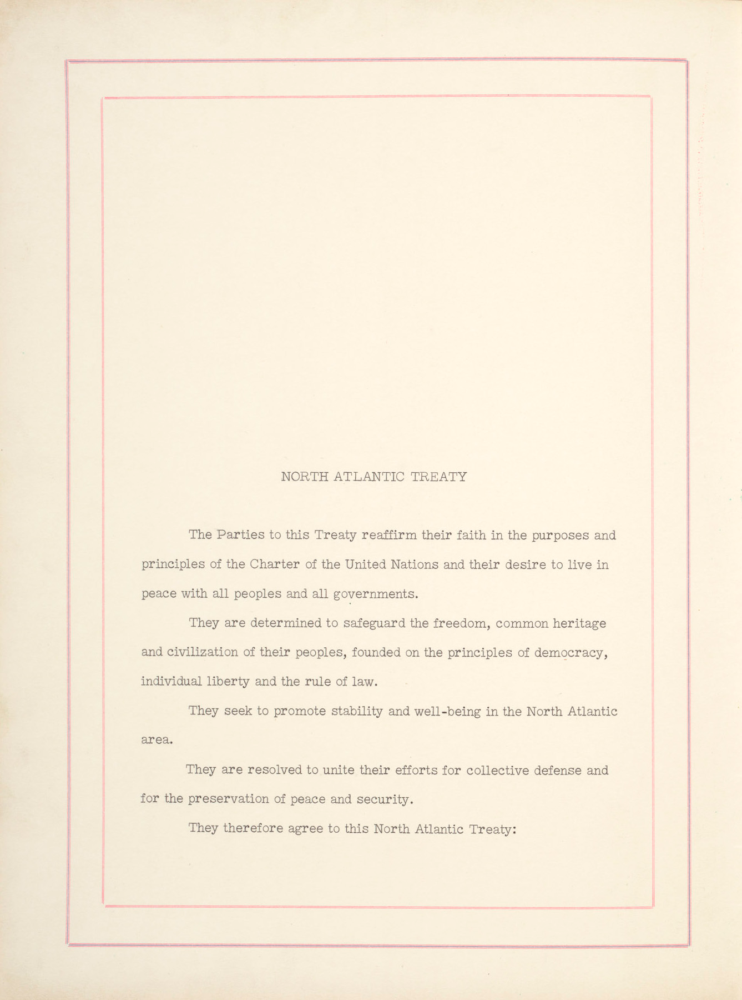 NORTH ATLANTIC TREATY
The Parties to this Treaty reaffirm their faith in the purposes and
principles of the Charter of the United Nations and their desire to live in
peace with all peoples and all governments.
They are determined to safeguard the freedom, common heritage
and civilization of their peoples, founded on the principles of democracy,
individual liberty and the rule of law.
They seek to promote stability and well-being in the North Atlantic
area.
They are resolved to unite their efforts for collective defense and
for the preservation of peace and security.
They therefore agree to this North Atlantic Treaty: